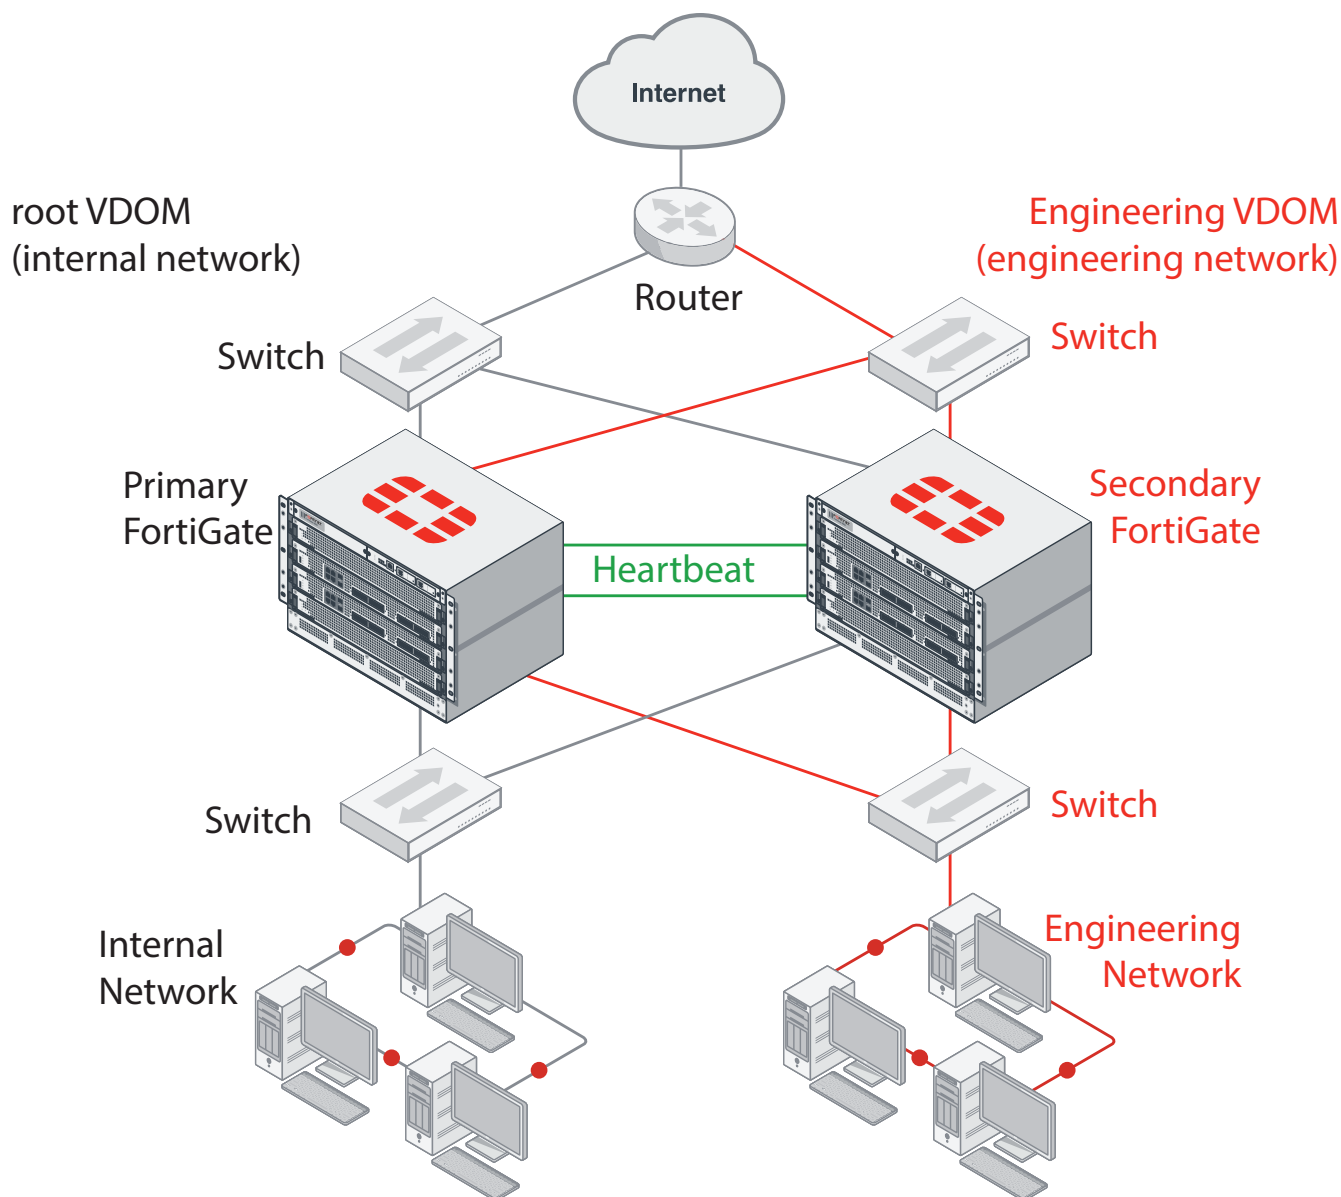 Internet
root VDOM
(internal network)
Engineering VDOM
(engineering network)
Router
Switch
Switch
Primary
FortiGate
Secondary
FortiGate
Heartbeat
Switch
Switch
Internal
Network
Engineering
Network